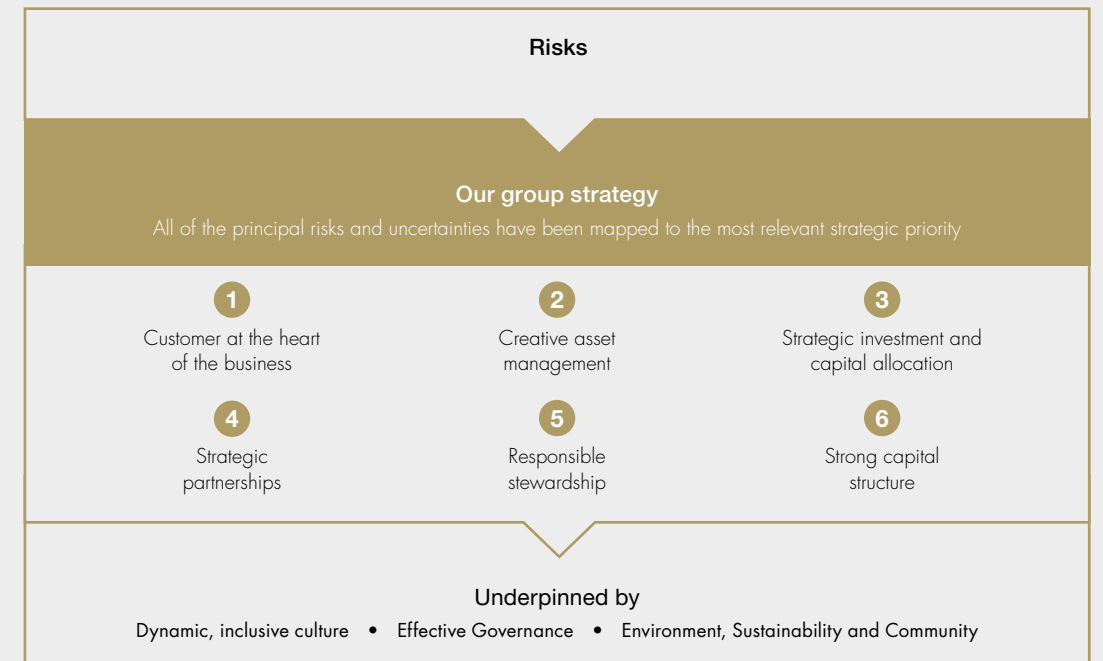 Risks
Our group strategy
All of the principal risks and uncertainties have been mapped to the most relevant strategic priority
1
Customer at the heart
of the business
2
Creative asset
management
3
Strategic investment and
capital allocation
4
Strategic
partnerships
5
Responsible
stewardship
6
Strong capital
structure
Underpinned by
Dynamic, inclusive culture • Effective Governance • Environment, Sustainability and Community